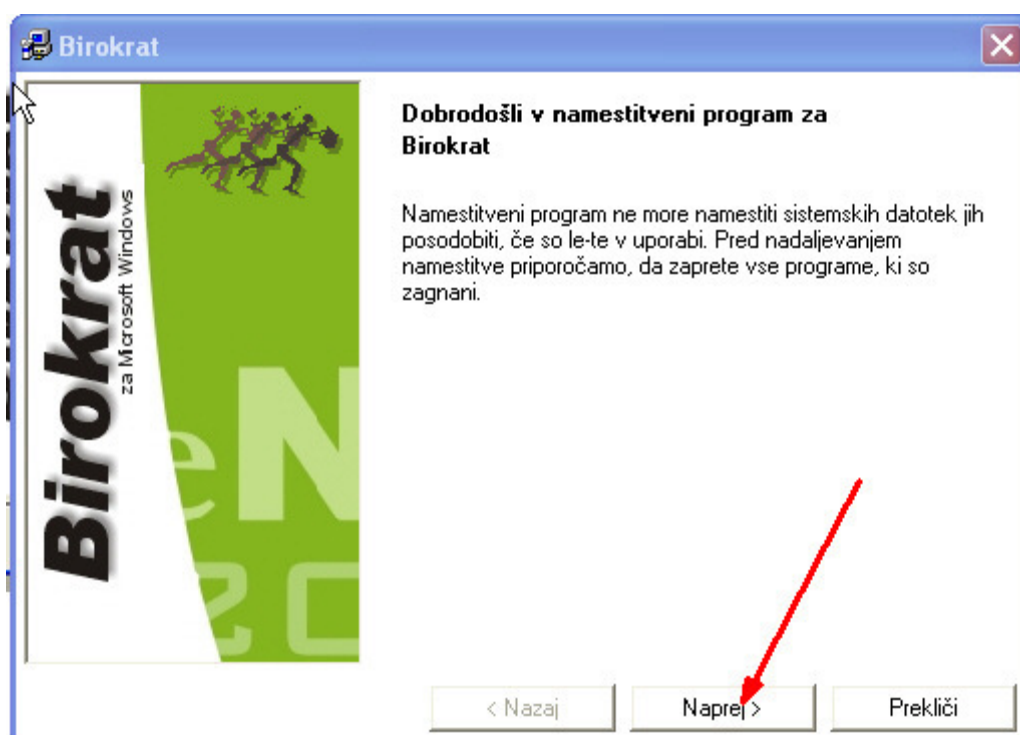 Birokrat
Birokrat
za Microsoft Windows
eN
Dobrodošli v namestitveni program za
Birokrat
Namestitveni program ne more namestiti sistemskih datotek jih
posodobiti, če so le-te v uporabi. Pred nadaljevanjem
namestitve priporočamo, da zaprete vse programe, ki so
zagnani.
< Nazaj
Naprej >
Prekliči